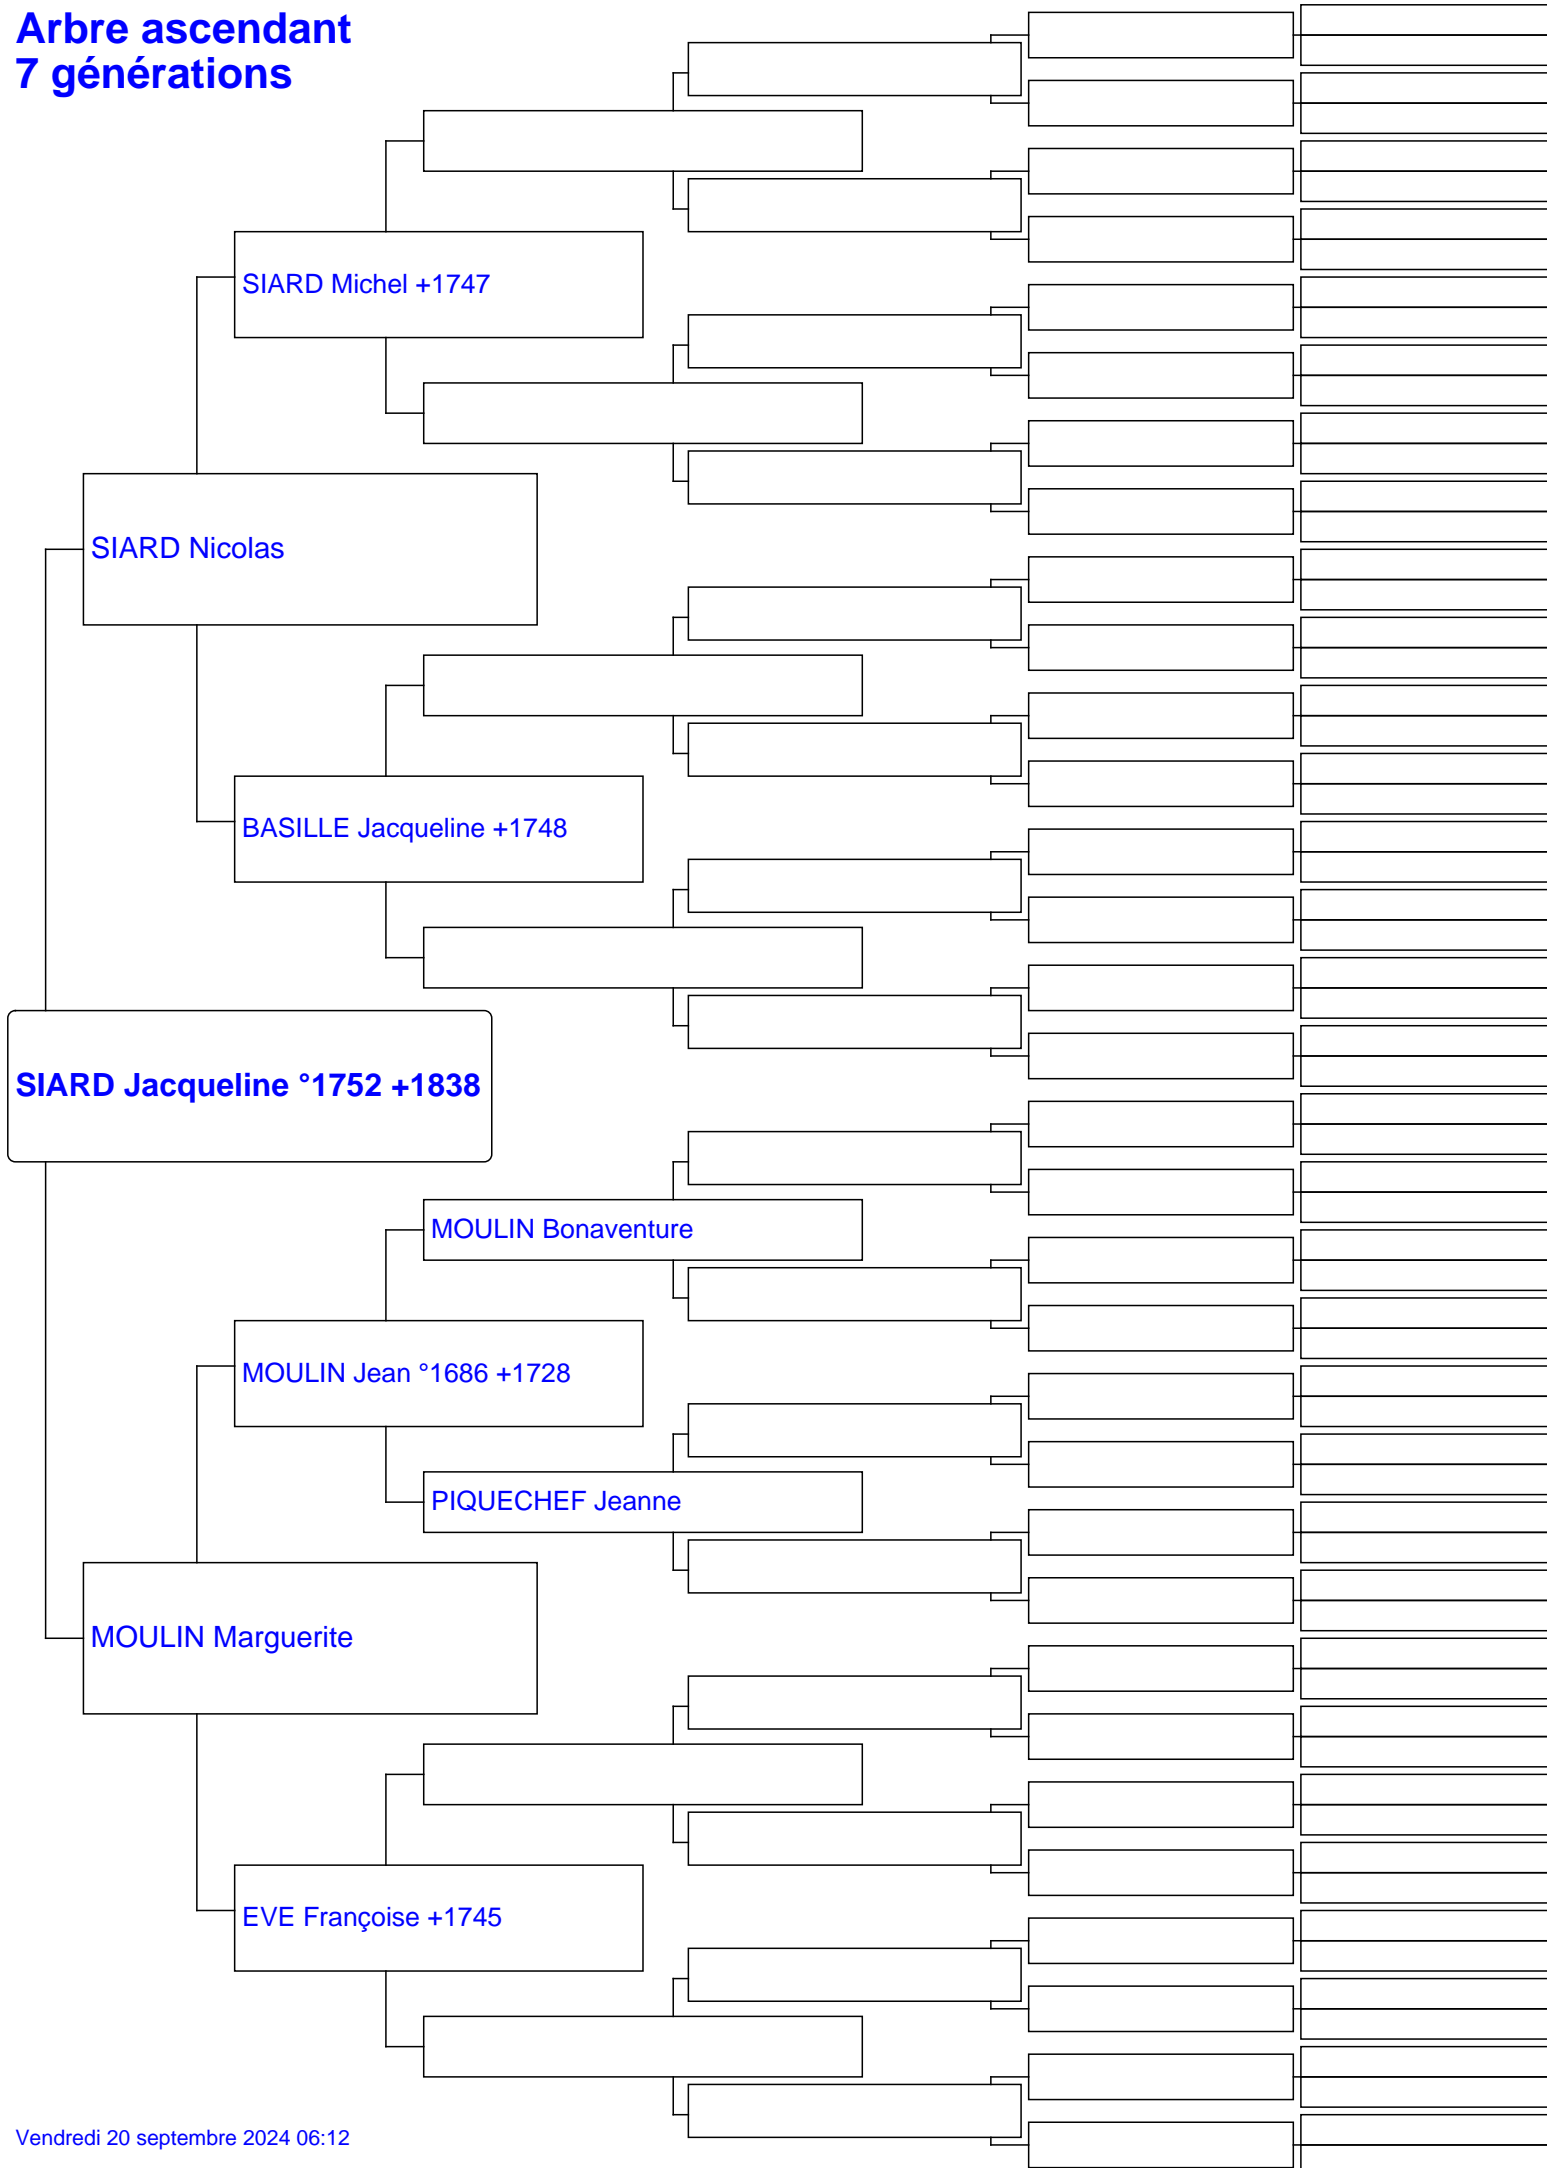 Arbre ascendant
7 générations
SIARD Michel +1747
SIARD Nicolas
BASILLE Jacqueline +1748
SIARD Jacqueline °1752 +1838
MOULIN Bonaventure
MOULIN Jean °1686 +1728
PIQUECHEF Jeanne
MOULIN Marguerite
EVE Françoise +1745
Vendredi 20 septembre 2024 06:12